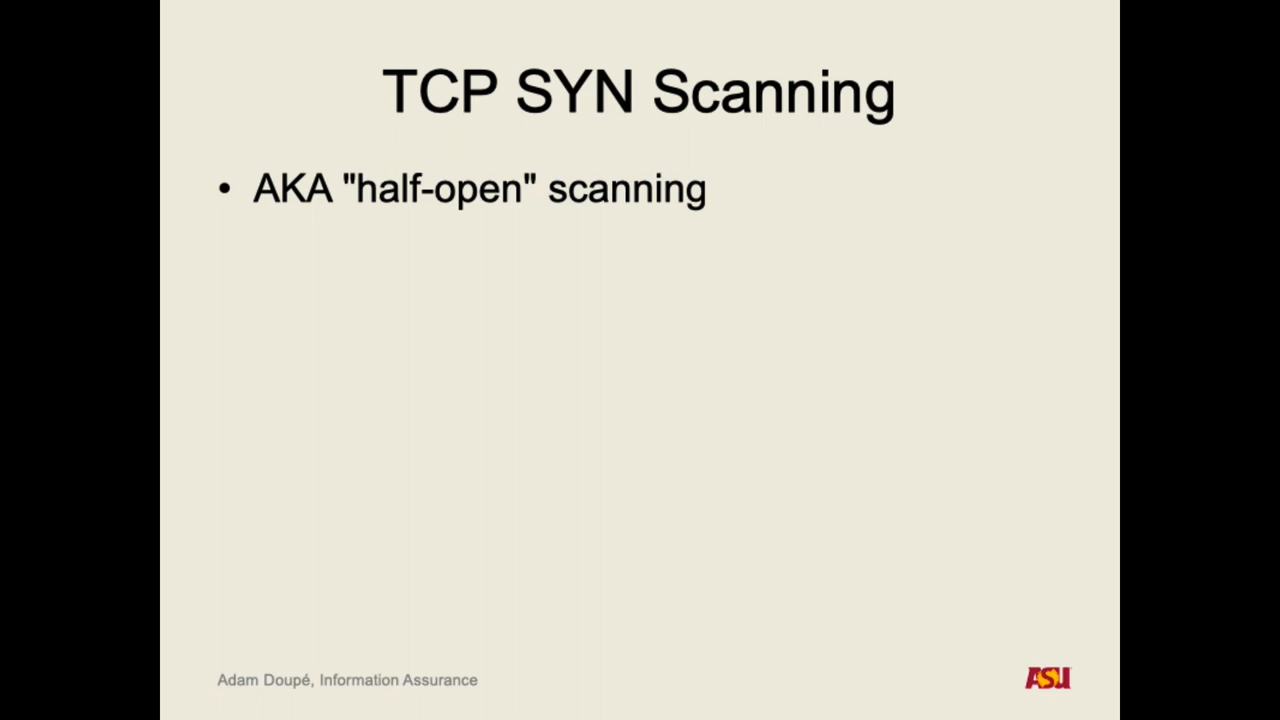 TCP SYN Scanning
• AKA "half-open" scanning
Adam Doupé, Information Assurance
ASU